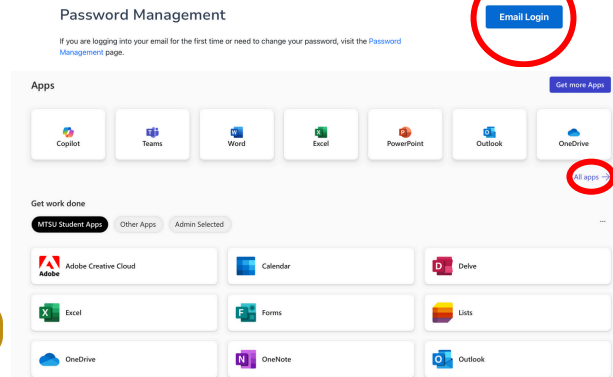 Password Management
Email Login
If you are logging into your email for the first time or need to change your password, visit the Password
Management page.
Apps
Get more Apps
Copilot
Teams
Word
Excel
PowerPoint
Outlook
OneDrive
All apps →
Get work done
MTSU Student Apps
Other Apps
Admin Selected
...
Adobe
Adobe Creative Cloud
Calendar
Delve
Excel
Forms
Lists
OneDrive
OneNote
Outlook